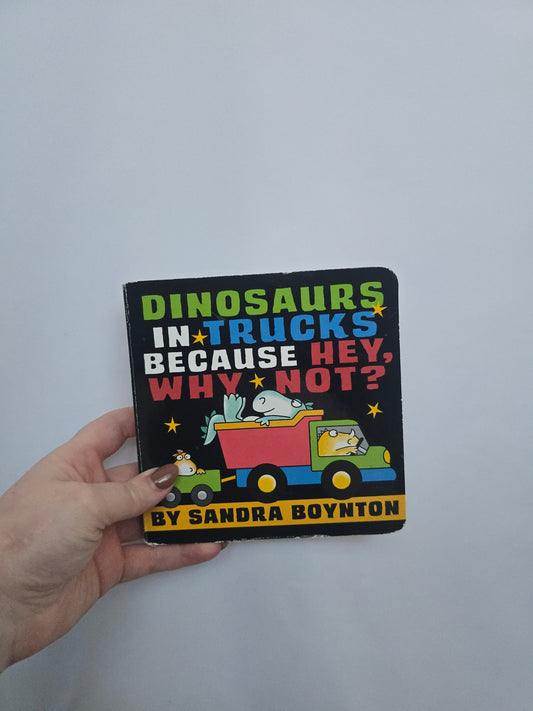 DINOSAURS
IN TRUCKS
BECAUSE HEY,
WHY NOT?
BY SANDRA BOYNTON